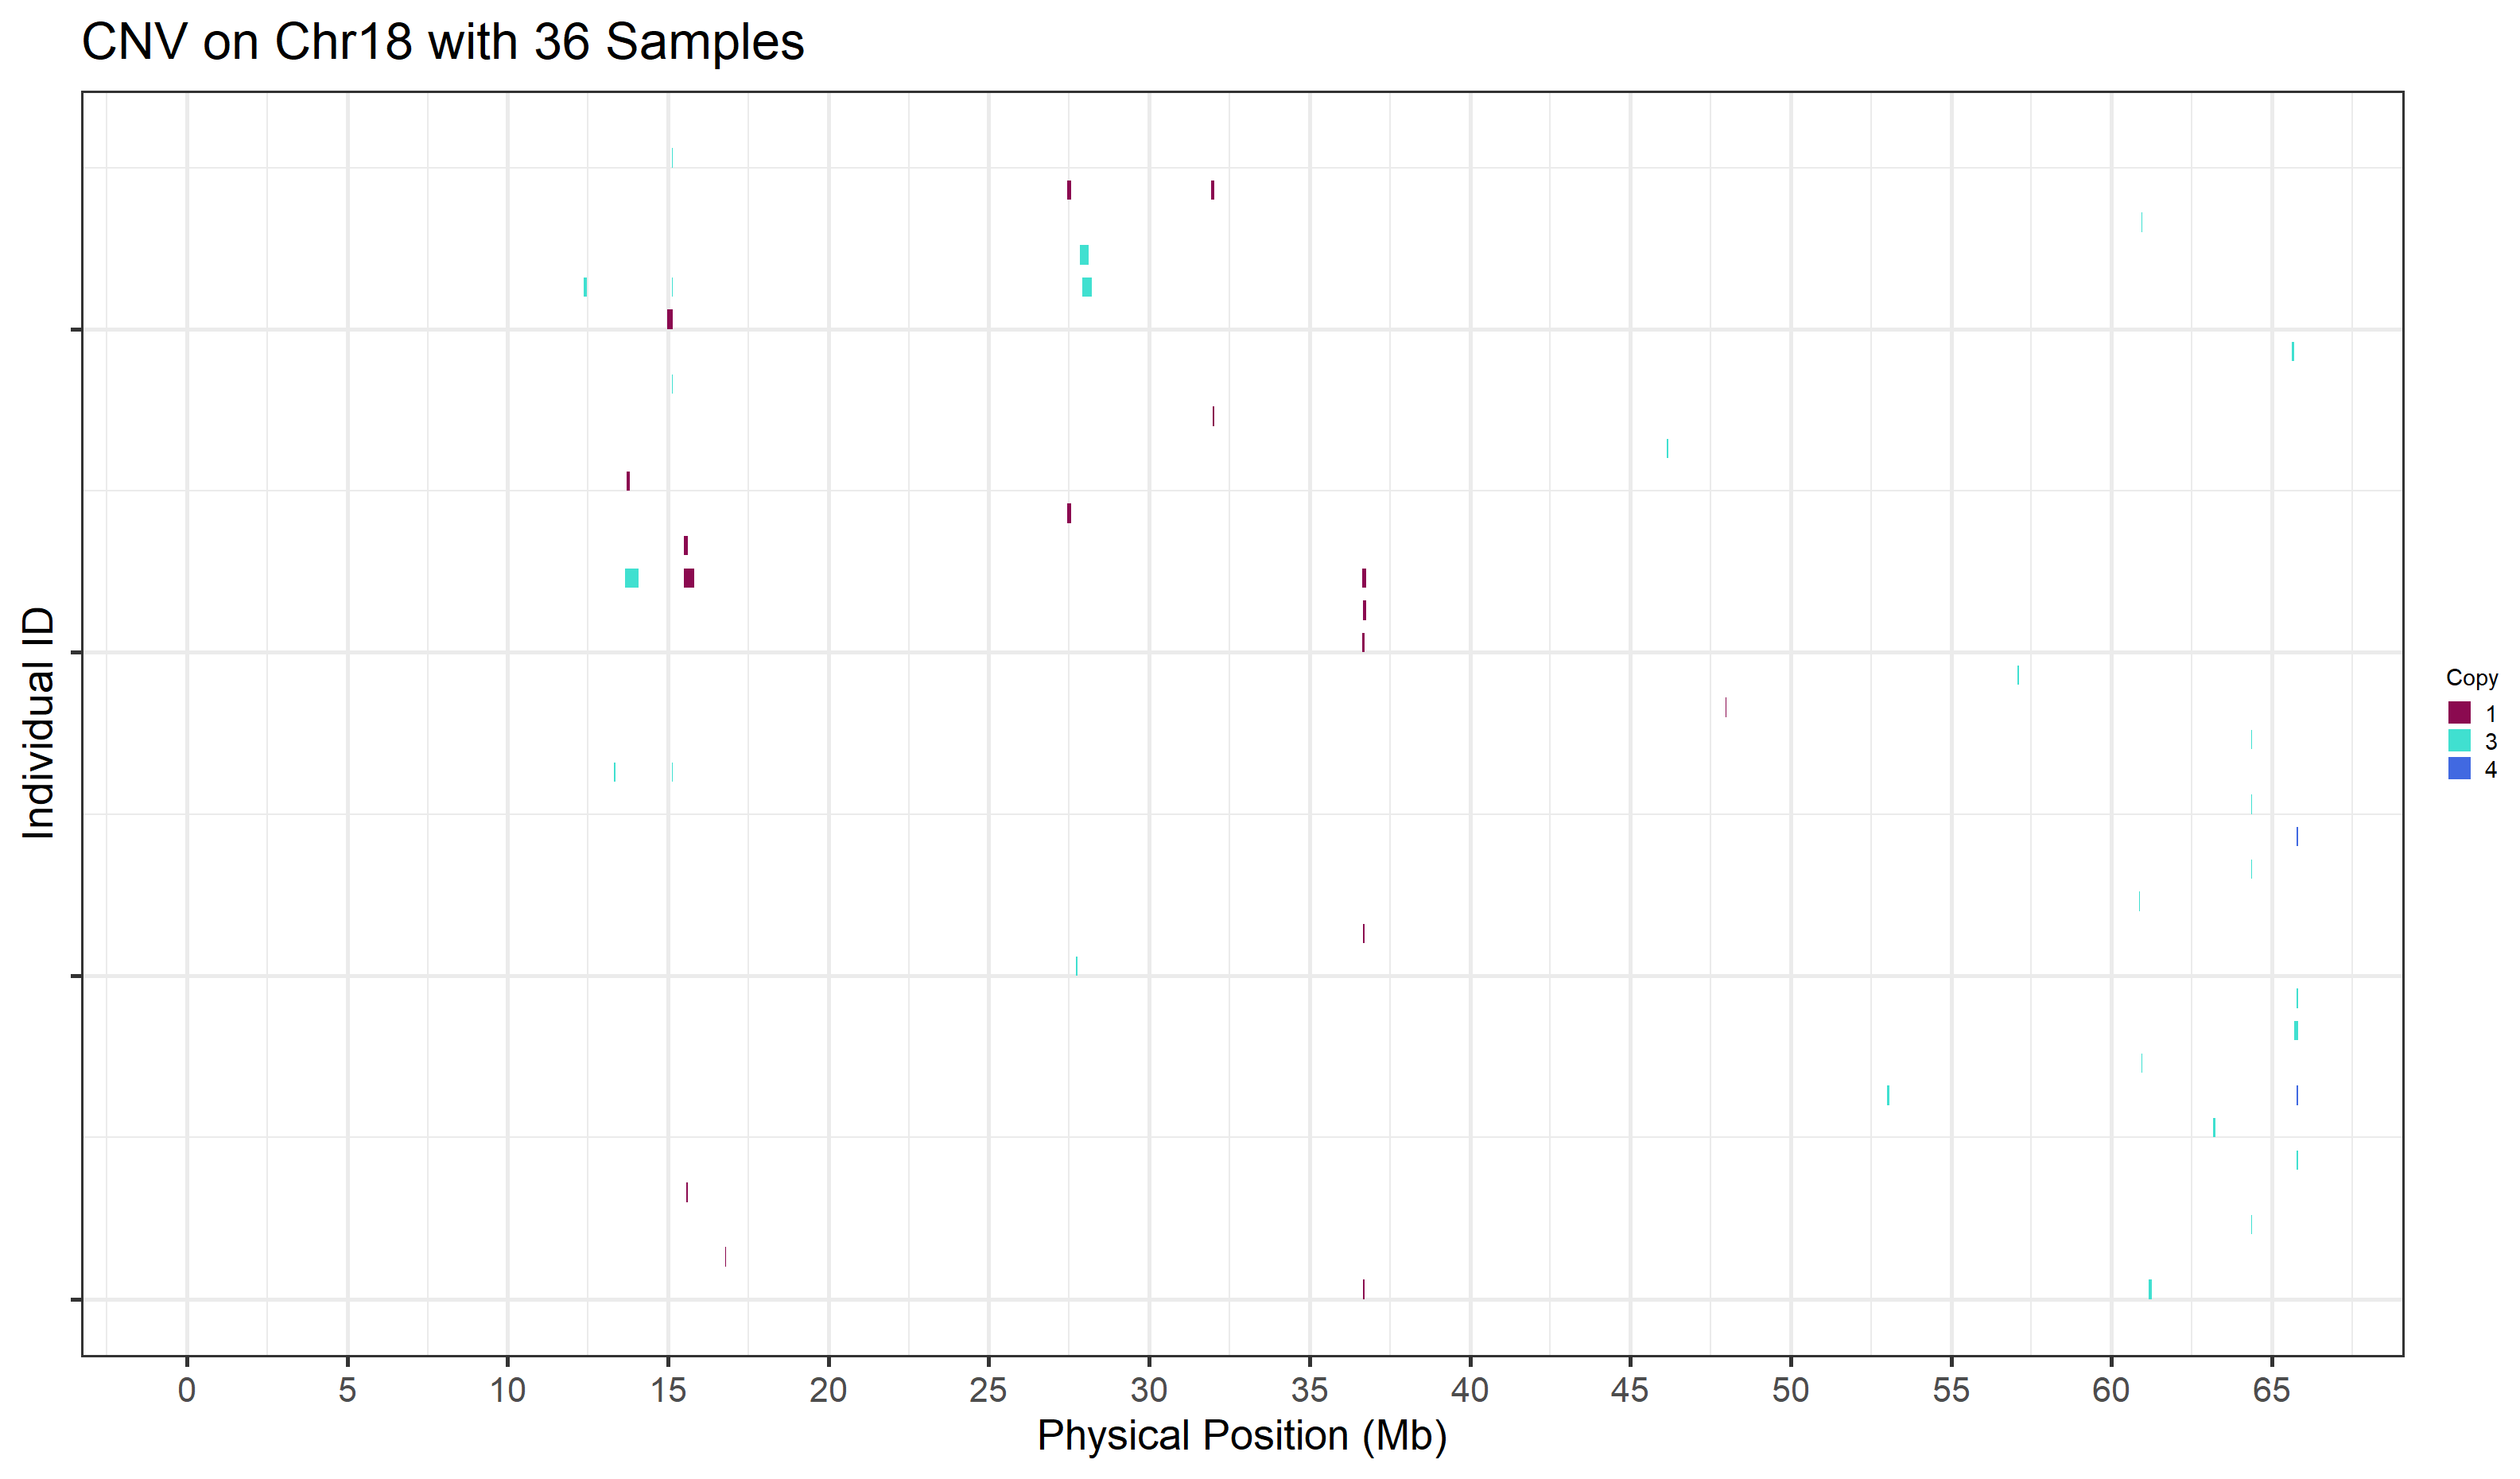 CNV on Chr18 with 36 Samples
Individual ID
Copy
1
3
4
0 5 10 15 20 25 30 35 40 45 50 55 60 65
Physical Position (Mb)